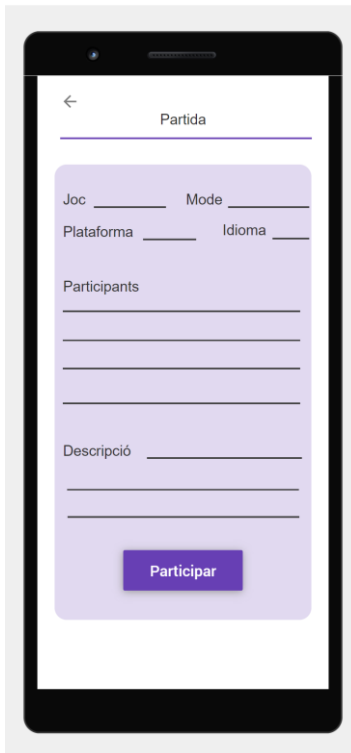 Partida
Joc Mode
Plataforma Idioma
Participants
Descripció
Participar